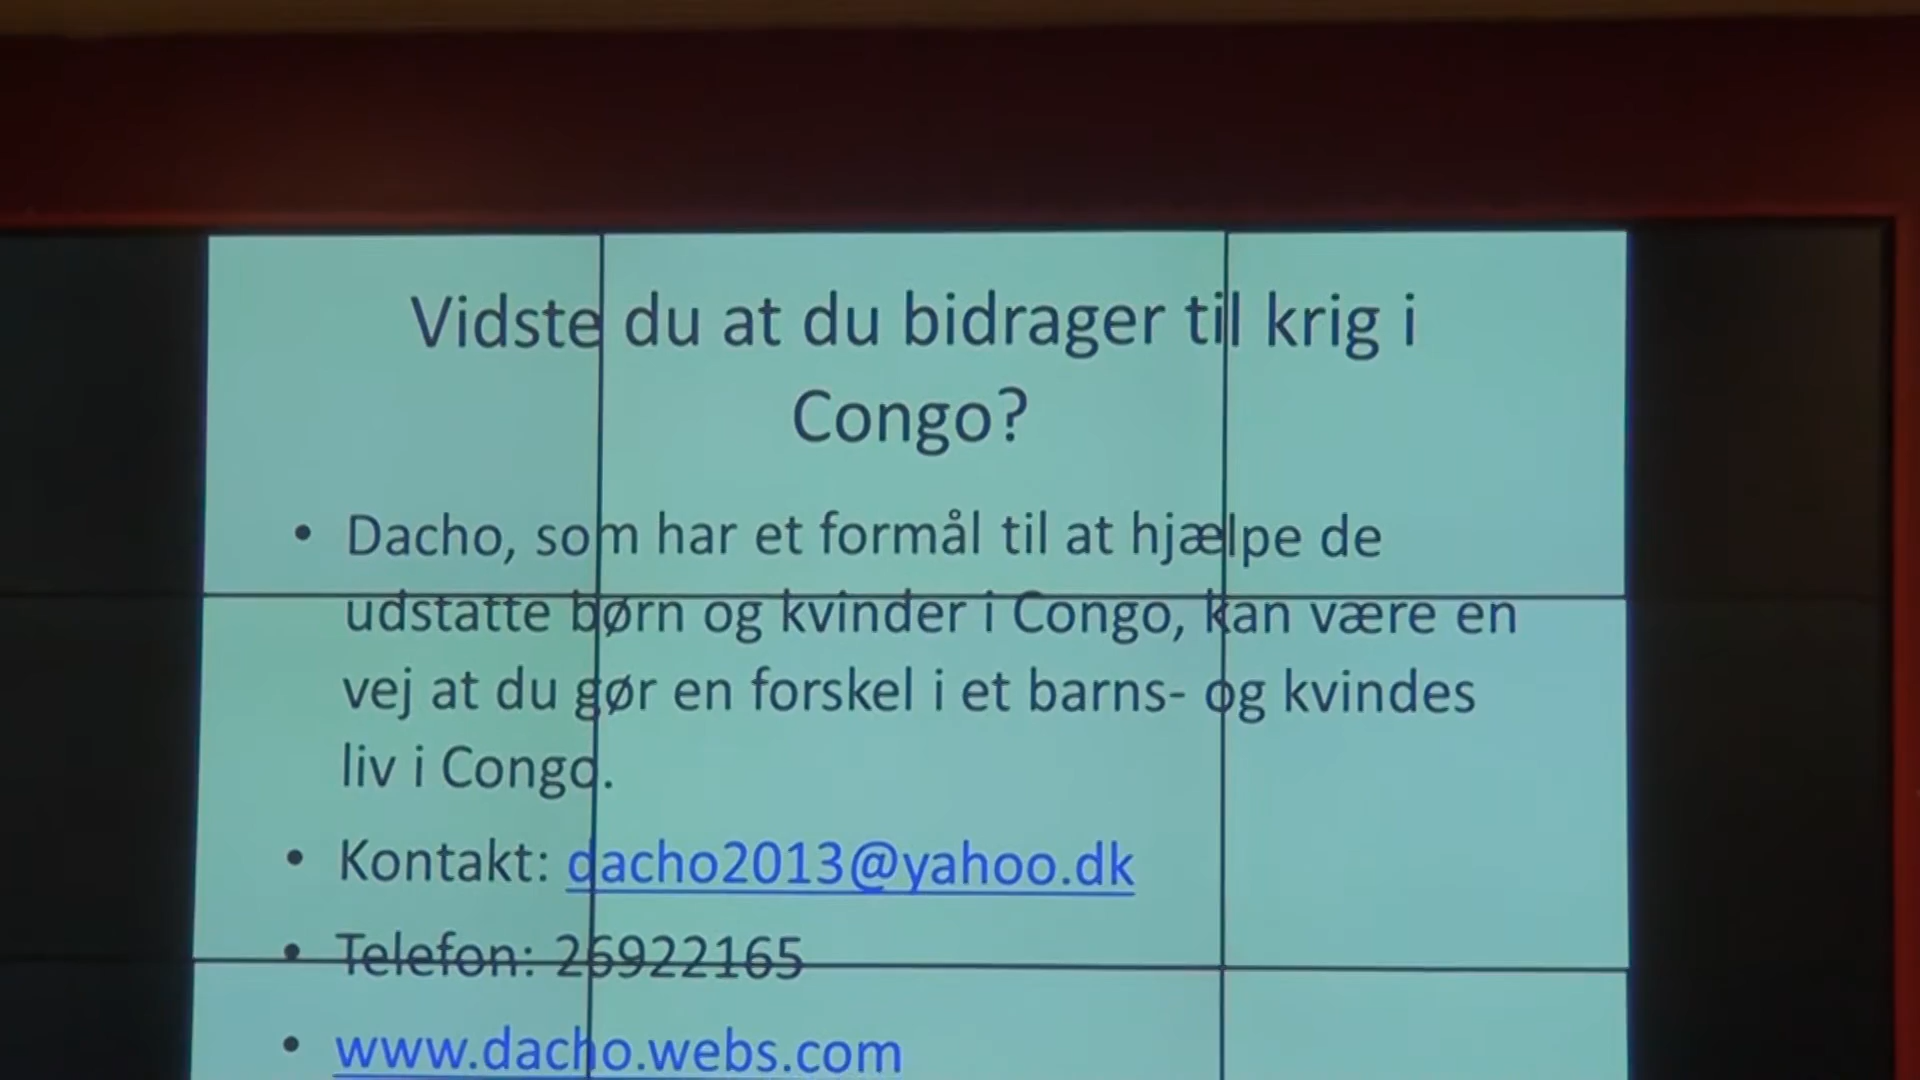 Vidste du at du bidrager til krig i
Congo?
• Dacho, som har et formål til at hjælpe de
udstatte børn og kvinder i Congo, kan være en
vej at du gør en forskel i et barns- og kvindes
liv i Congo.
• Kontakt: dacho2013@yahoo.dk
• Telefon: 26922165
• www.dacho.webs.com